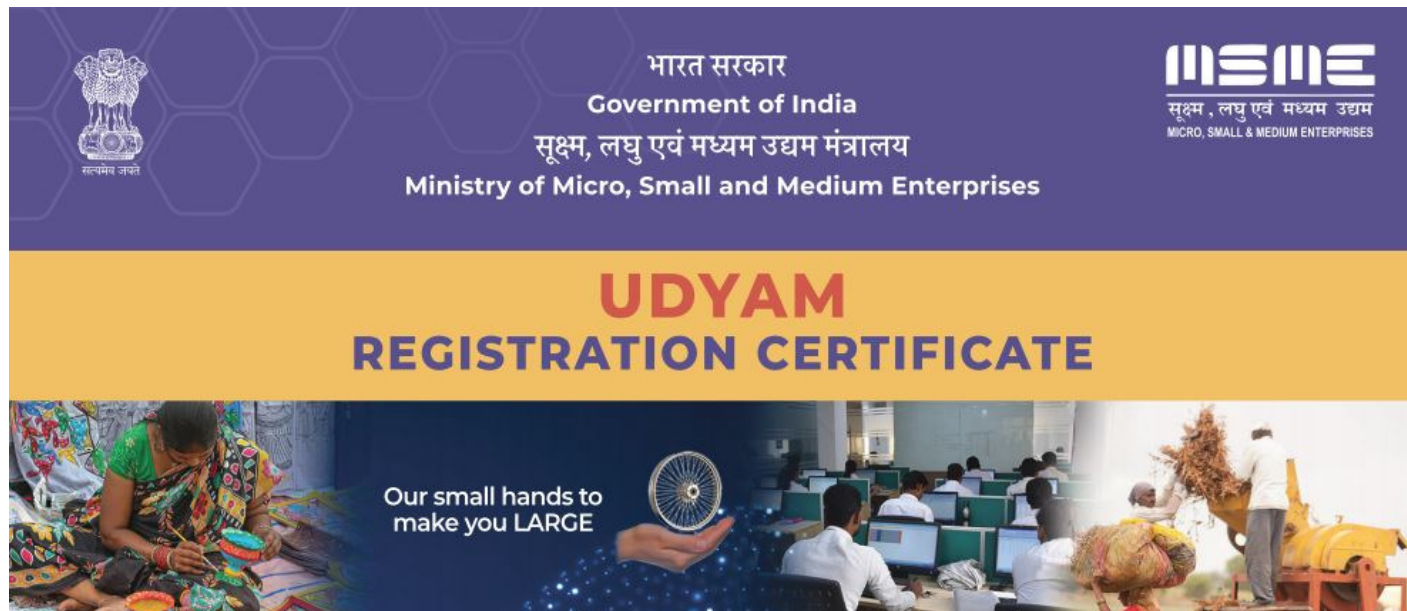 सत्यमेव जयते
भारत सरकार
Government of India
सूक्ष्म, लघु एवं मध्यम उद्यम मंत्रालय
Ministry of Micro, Small and Medium Enterprises
MSME
सूक्ष्म , लघु एवं मध्यम उद्यम
MICRO, SMALL & MEDIUM ENTERPRISES
UDYAM
REGISTRATION CERTIFICATE
Our small hands to
make you LARGE